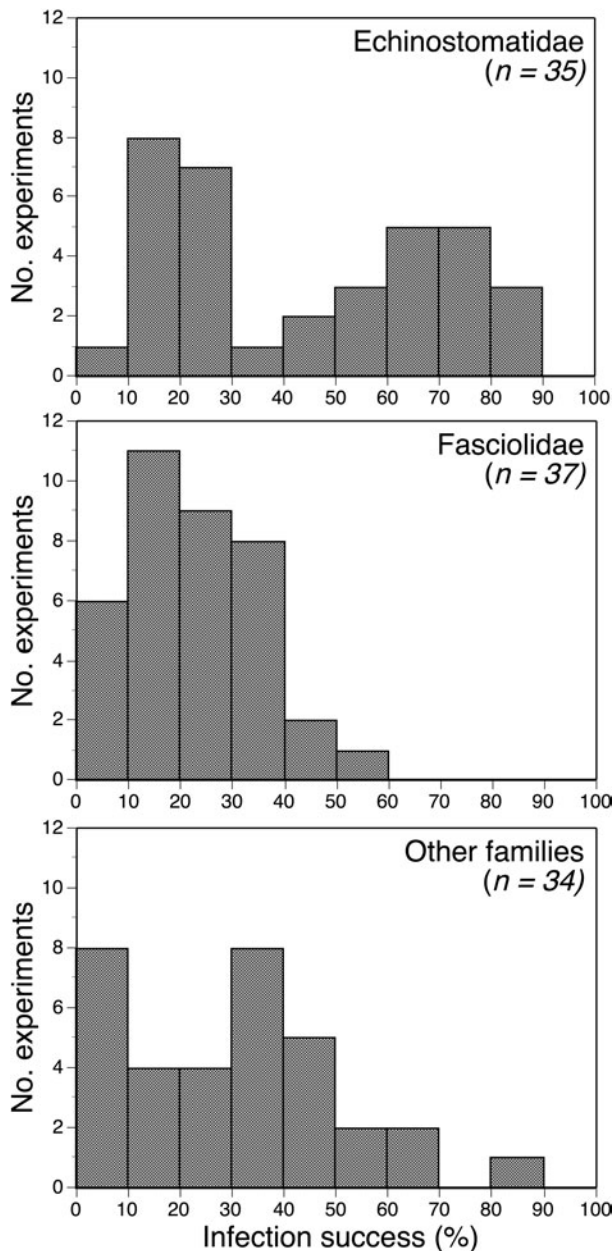 Echinostomatidae
(n = 35)
No. experiments
12
10
8
6
4
2
0
0 10 20 30 40 50 60 70 80 90 100
Fasciolidae
(n = 37)
No. experiments
12
10
8
6
4
2
0
0 10 20 30 40 50 60 70 80 90 100
Other families
(n = 34)
No. experiments
12
10
8
6
4
2
0
0 10 20 30 40 50 60 70 80 90 100
Infection success (%)